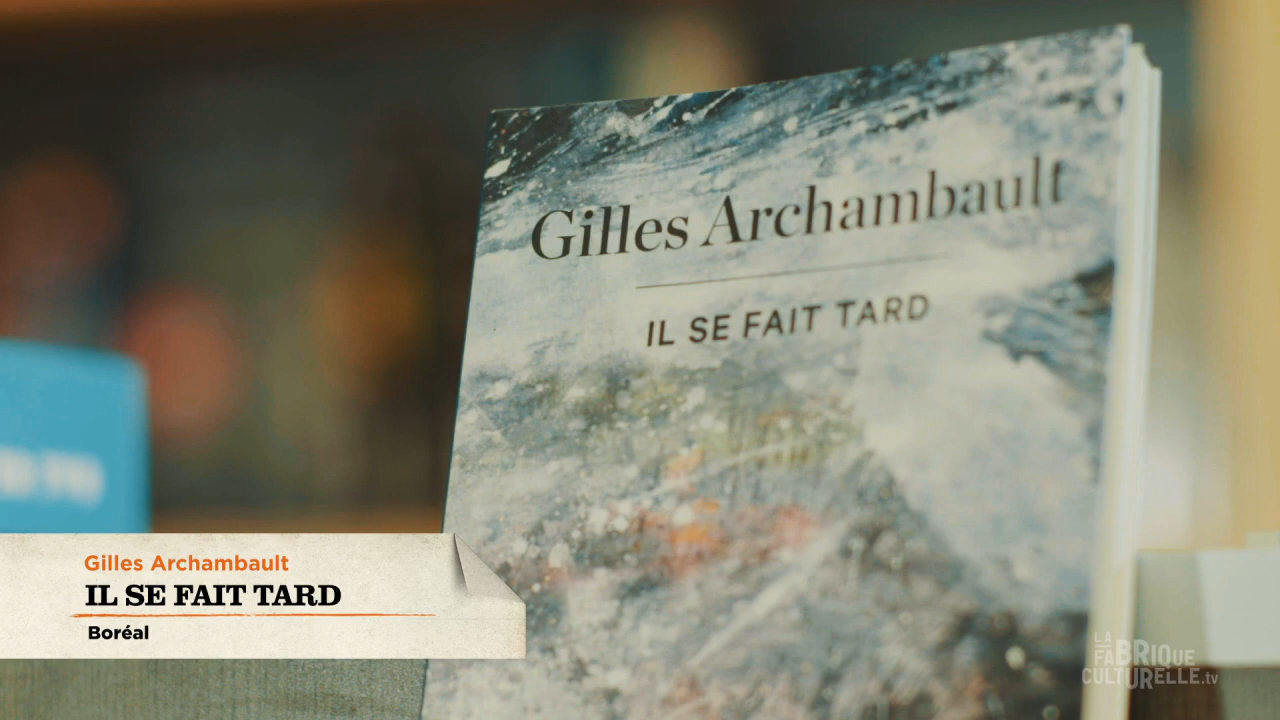 Gilles Archambault
IL SE FAIT TARD
Gilles Archambault
IL SE FAIT TARD
Boréal
LA
FABRIQUE
CULTURELLE.tv